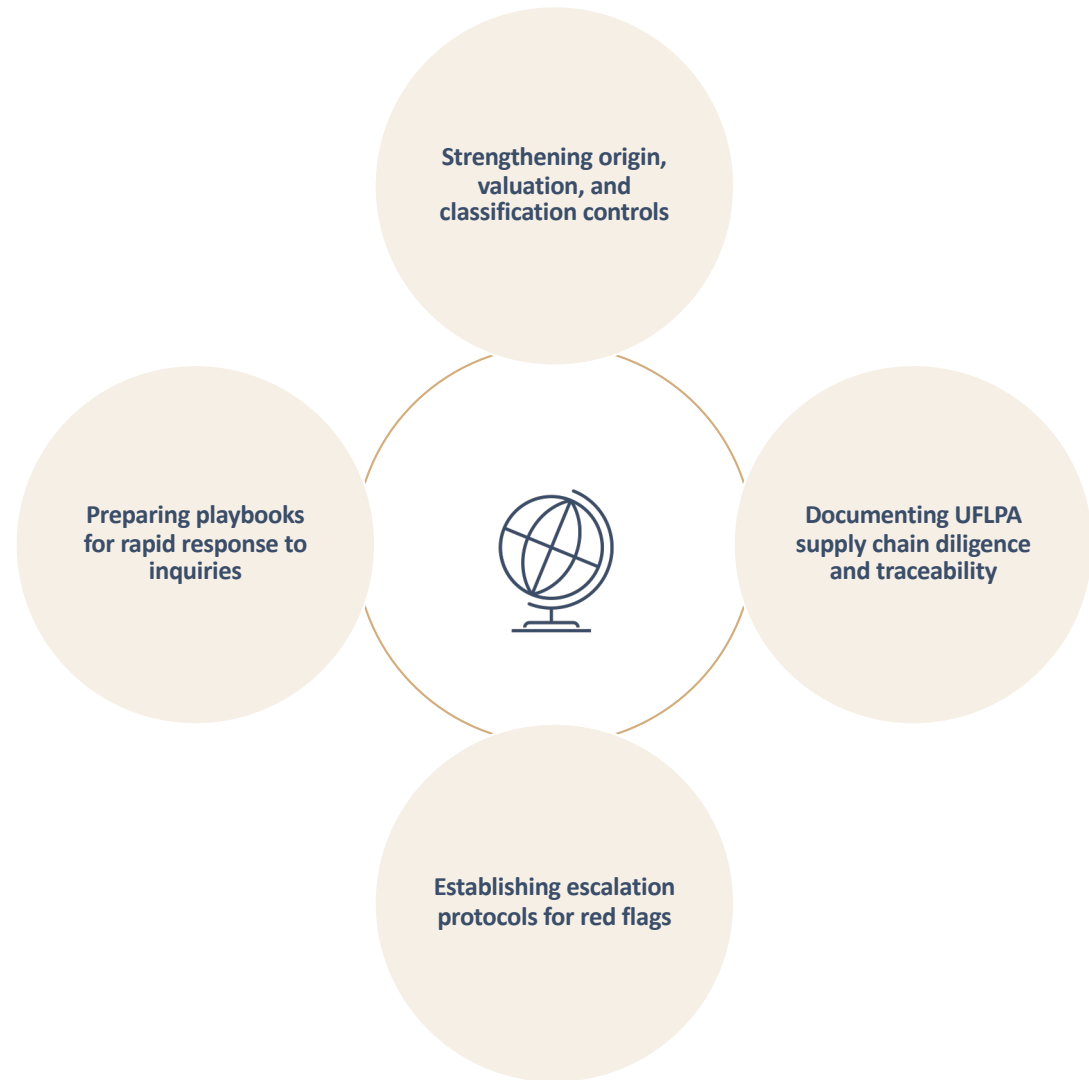 Strengthening origin,
valuation, and
classification controls
Preparing playbooks
for rapid response to
inquiries
Documenting UFLPA
supply chain diligence
and traceability
Establishing escalation
protocols for red flags